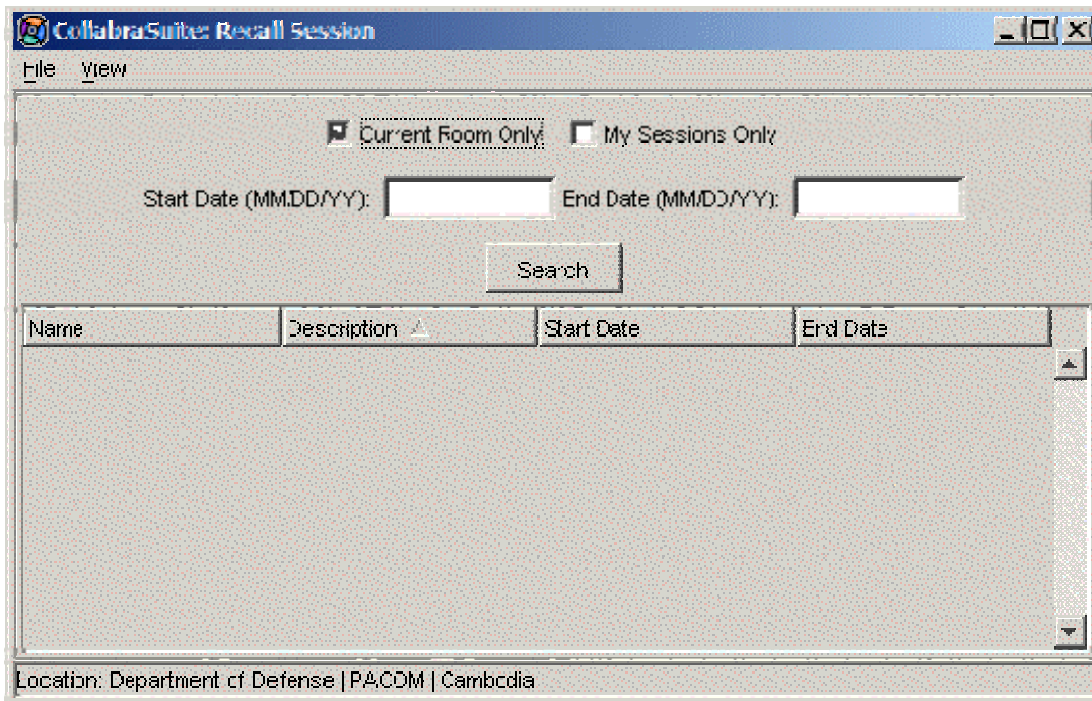 CollabraSuite: Recall Session
File View
Current Room Only My Sessions Only
Start Date (MM/DD/YY): End Date (MM/DD/YY):
Search
Name Description Start Date End Date
Location: Department of Defense | PACOM | Cambodia